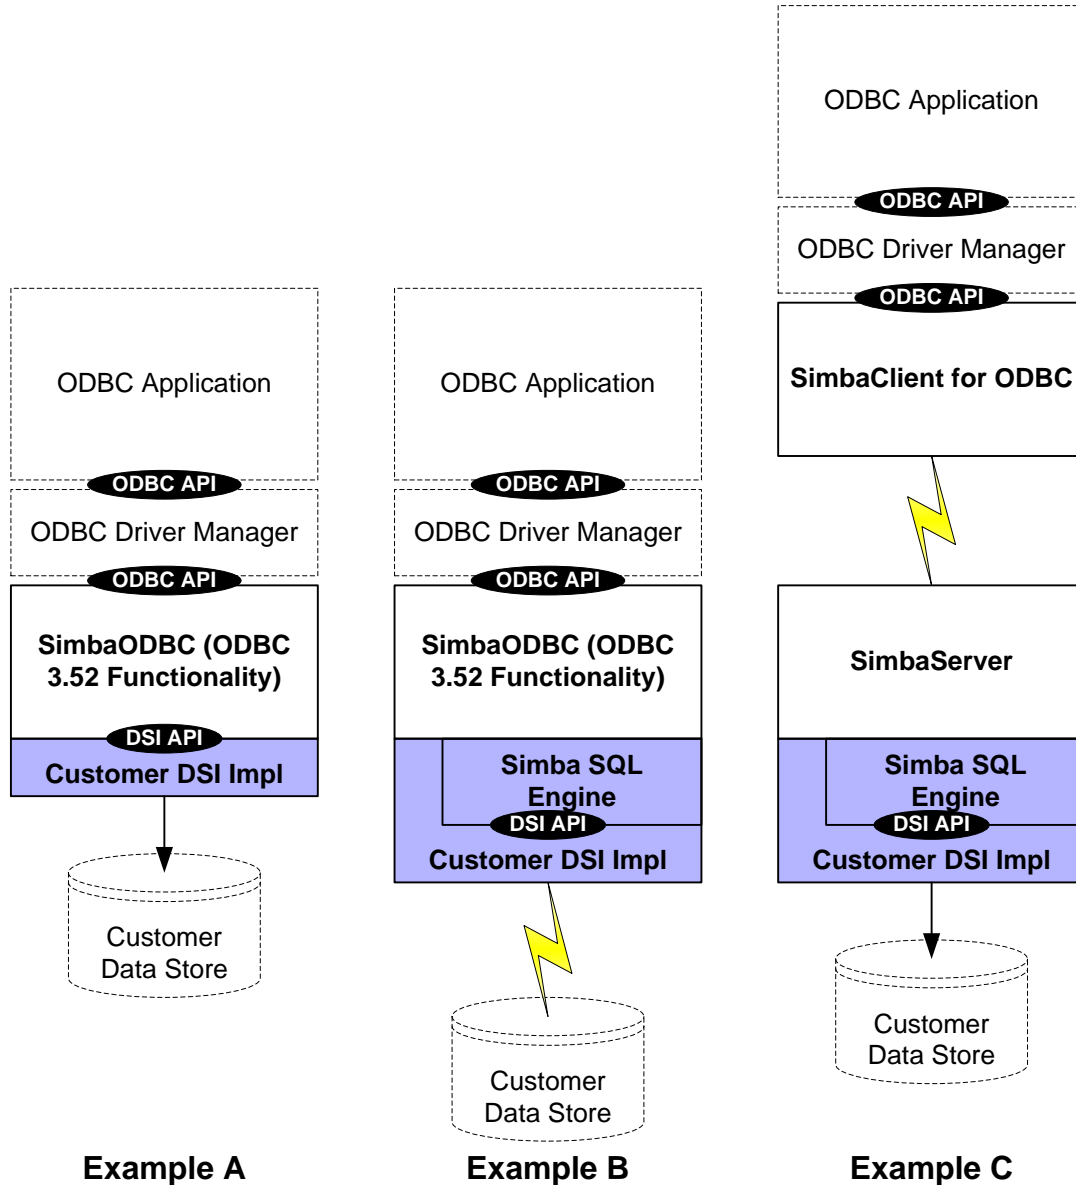 ODBC Application
ODBC API
ODBC Driver Manager
ODBC API
SimbaODBC (ODBC
3.52 Functionality)
DSI API
Customer DSI Impl
Customer
Data Store
Example A
ODBC Application
ODBC API
ODBC Driver Manager
ODBC API
SimbaODBC (ODBC
3.52 Functionality)
Simba SQL
Engine
DSI API
Customer DSI Impl
Customer
Data Store
Example B
ODBC Application
ODBC API
ODBC Driver Manager
ODBC API
SimbaClient for ODBC
SimbaServer
Simba SQL
Engine
DSI API
Customer DSI Impl
Customer
Data Store
Example C